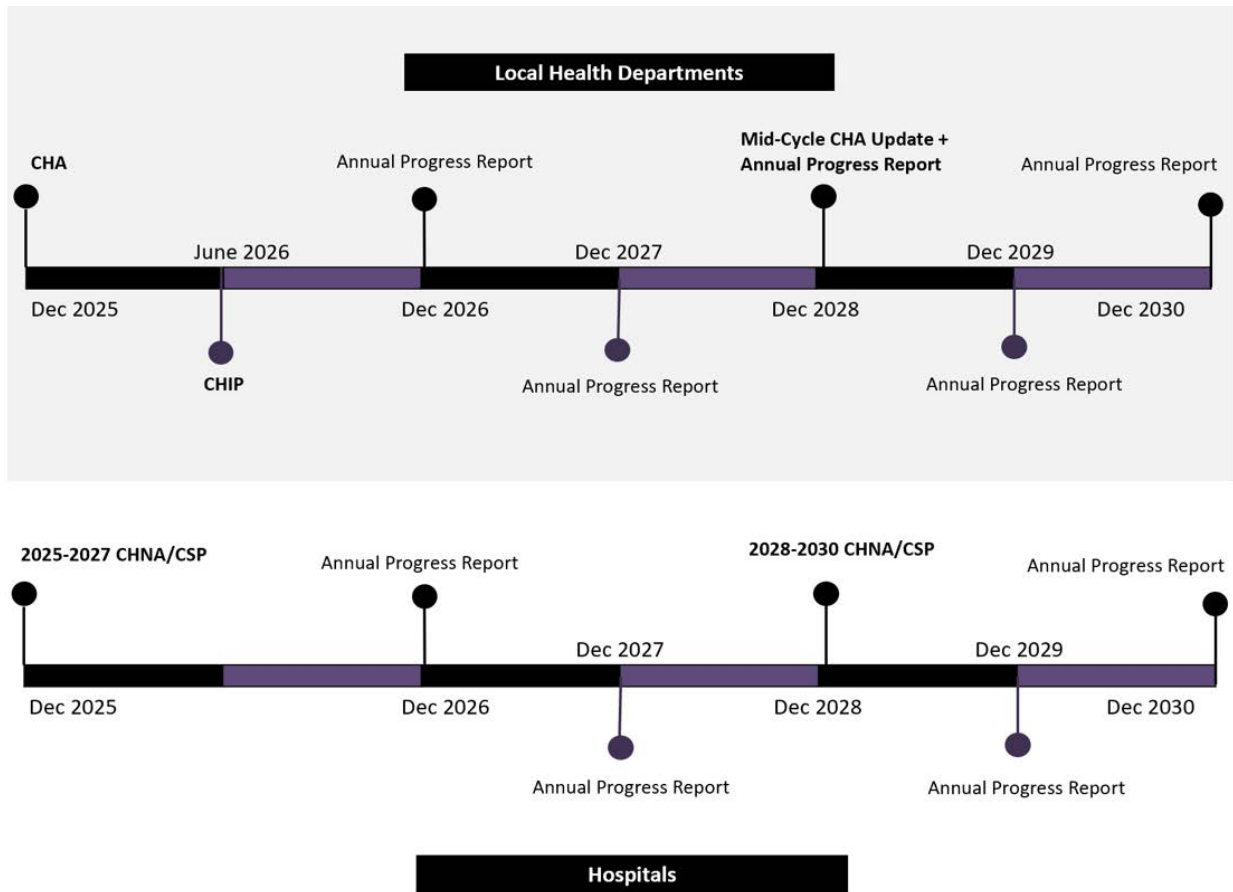 Local Health Departments
CHA
Annual Progress Report
Mid-Cycle CHA Update +
Annual Progress Report
Annual Progress Report
June 2026
Dec 2027
Dec 2029
Dec 2025
Dec 2026
Dec 2028
Dec 2030
CHIP
Annual Progress Report
Annual Progress Report
2025-2027 CHNA/CSP
Annual Progress Report
2028-2030 CHNA/CSP
Annual Progress Report
Dec 2027
Dec 2029
Dec 2025
Dec 2026
Dec 2028
Dec 2030
Annual Progress Report
Annual Progress Report
Hospitals